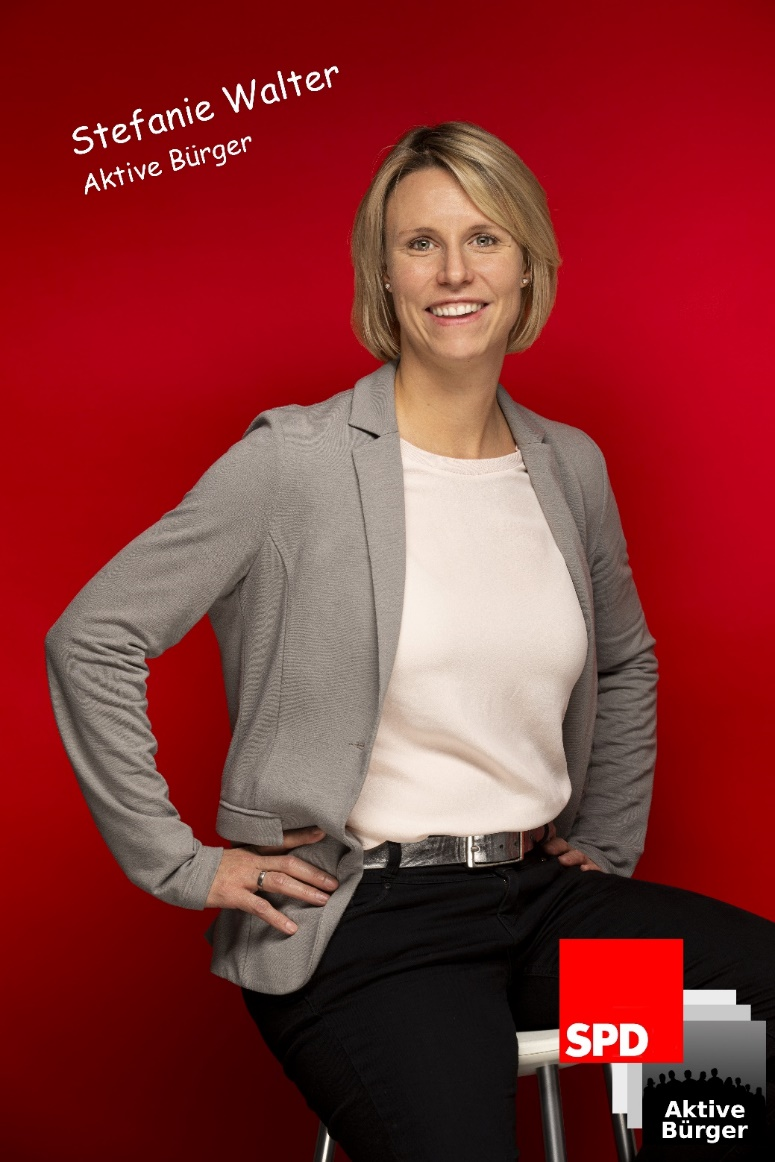 Stefanie Walter
Aktive Bürger
SPD
Aktive
Bürger